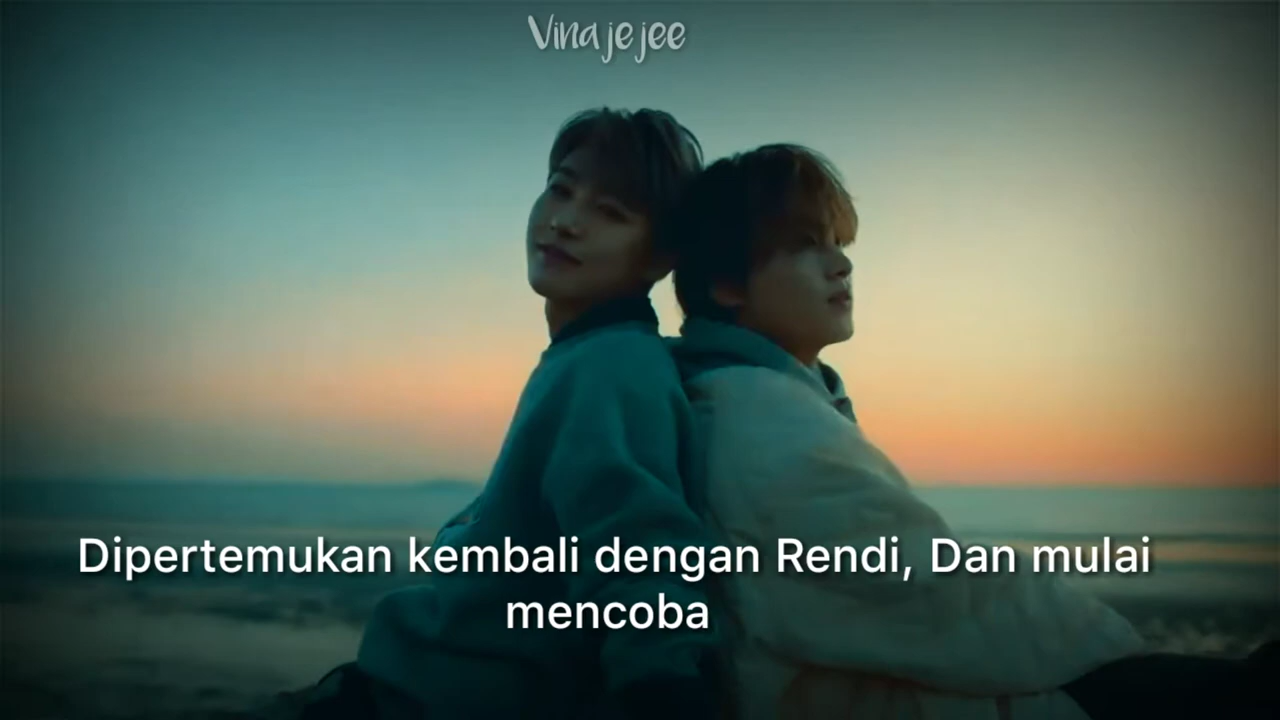 Vinajejee
Dipertemukan kembali dengan Rendi, Dan mulai
mencoba